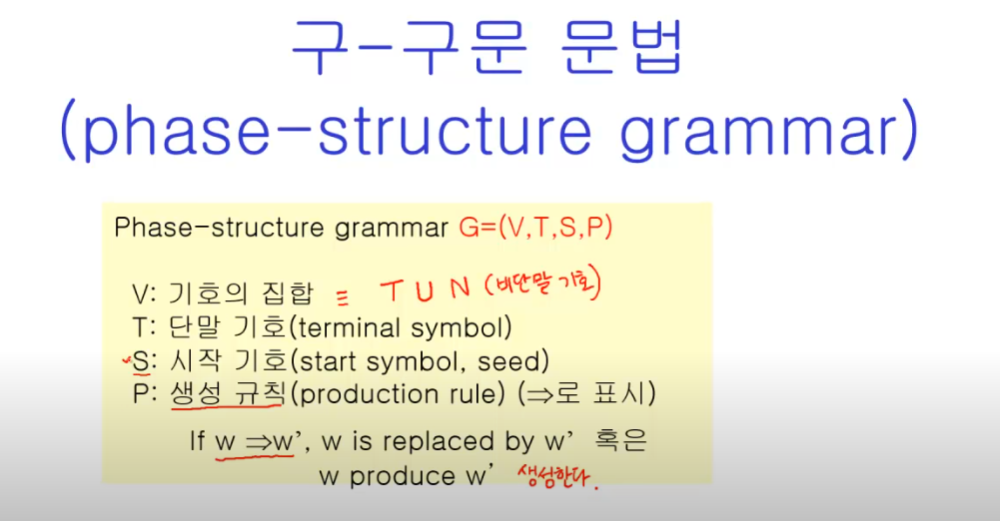 구-구문 문법
(phase-structure grammar)
Phase-structure grammar G=(V,T,S,P)
V: 기호의 집합 ≡ T U N (비단말 기호)
T: 단말 기호(terminal symbol)
S: 시작 기호(start symbol, seed)
P: 생성 규칙(production rule) (⇒로 표시)
If w ⇒w’, w is replaced by w’ 혹은
w produce w’ 생성한다.